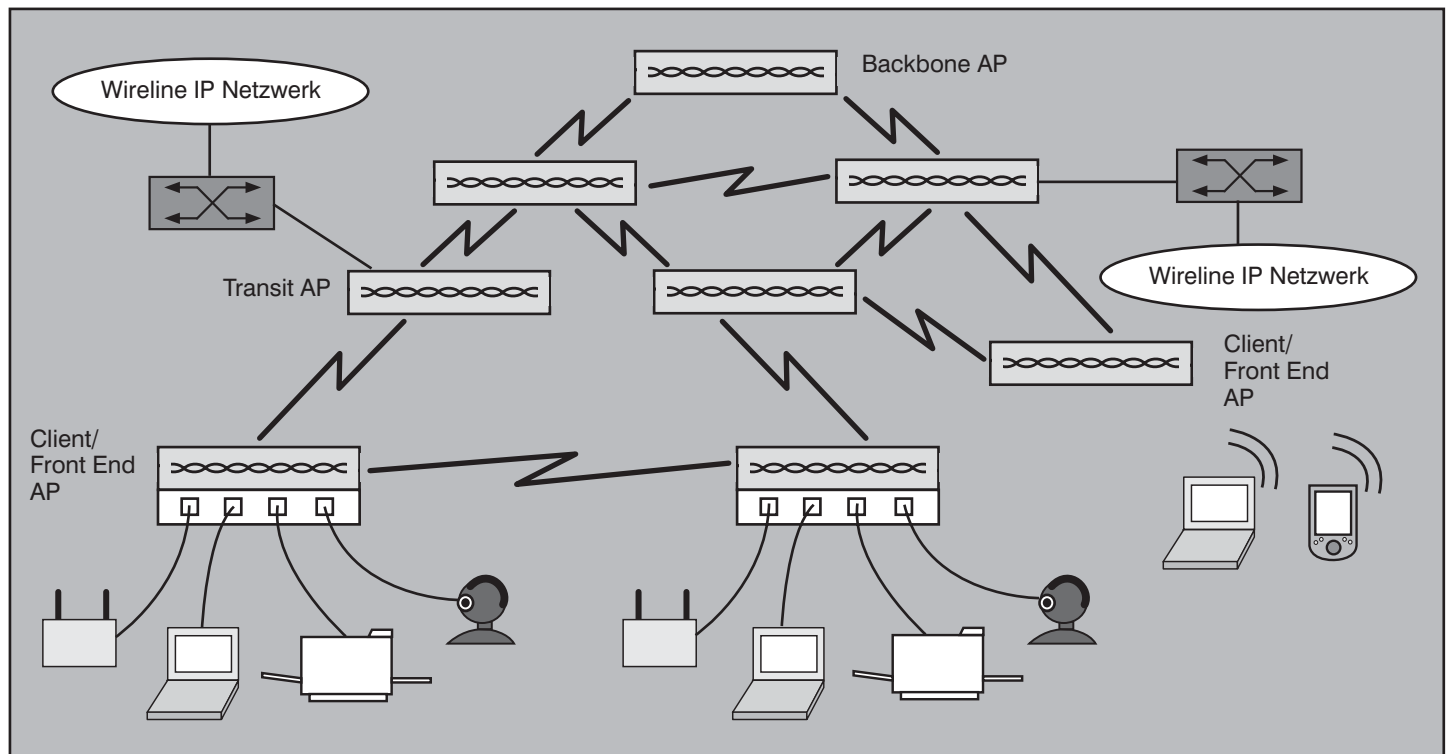 Backbone AP
Wireline IP Netzwerk
Transit AP
Wireline IP Netzwerk
Client/
Front End
AP
Client/
Front End
AP